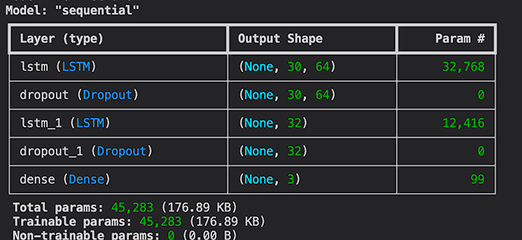 Model: "sequential"
Layer (type) Output Shape Param #
lstm (LSTM) (None, 30, 64) 32,768
dropout (Dropout) (None, 30, 64) 0
lstm_1 (LSTM) (None, 32) 12,416
dropout_1 (Dropout) (None, 32) 0
dense (Dense) (None, 3) 99
Total params: 45,283 (176.89 KB)
Trainable params: 45,283 (176.89 KB)
Non-trainable params: 0 (0.00 B)